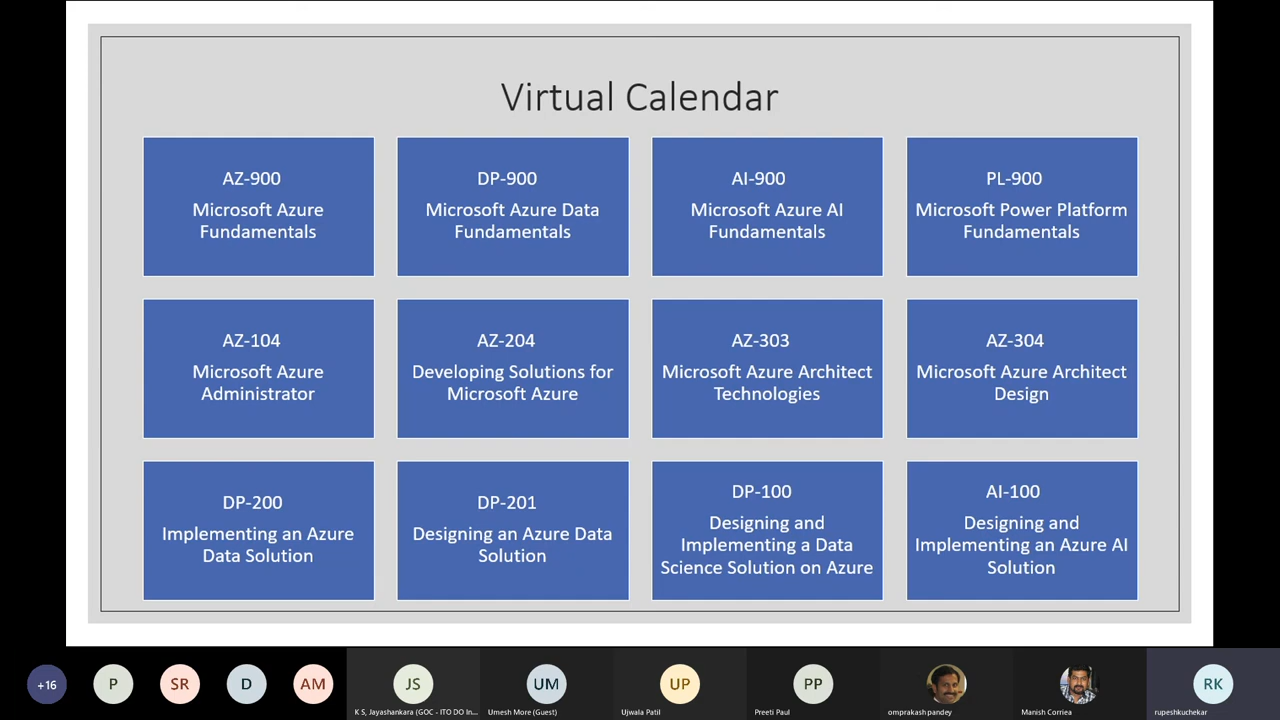 Virtual Calendar
AZ-900
Microsoft Azure
Fundamentals
DP-900
Microsoft Azure Data
Fundamentals
AI-900
Microsoft Azure AI
Fundamentals
PL-900
Microsoft Power Platform
Fundamentals
AZ-104
Microsoft Azure
Administrator
AZ-204
Developing Solutions for
Microsoft Azure
AZ-303
Microsoft Azure Architect
Technologies
AZ-304
Microsoft Azure Architect
Design
DP-200
Implementing an Azure
Data Solution
DP-201
Designing an Azure Data
Solution
DP-100
Designing and
Implementing a Data
Science Solution on Azure
AI-100
Designing and
Implementing an Azure AI
Solution
+16
P
SR
D
AM
JS
K S, Jayashankara (GOC - ITO DO In...
UM
Umesh More (Guest)
UP
Ujwala Patil
PP
Preeti Paul
omprakash pandey
Manish Corriea
RK
rupeshkuchekar